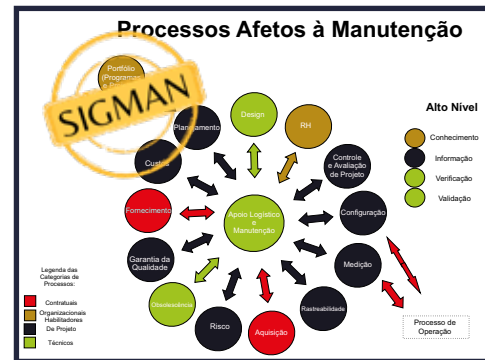 Processos Afetos à Manutenção
Portfólio
(Programas
SIGMAN
Planejamento
Design
RH
Custos
Controle
e Avaliação
de Projeto
Fornecimento
Apoio Logístico
e
Manutenção
Configuração
Garantia da
Qualidade
Medição
Obsolescência
Risco
Aquisição
Rastreabilidade
Processo de
Operação
Alto Nível
Conhecimento
Informação
Verificação
Validação
Legenda das
Categorias de
Processos:
Contratuais
Organizacionais
Habilitadores
De Projeto
Técnicos